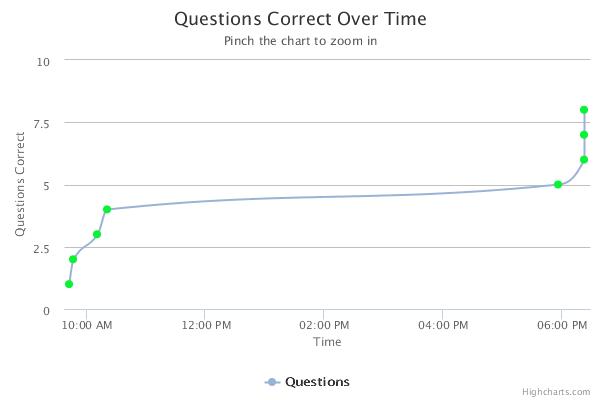 Questions Correct Over Time
Pinch the chart to zoom in
Questions Correct
10
7.5
5
2.5
0
10:00 AM 12:00 PM 02:00 PM 04:00 PM 06:00 PM
Time
Questions
Highcharts.com